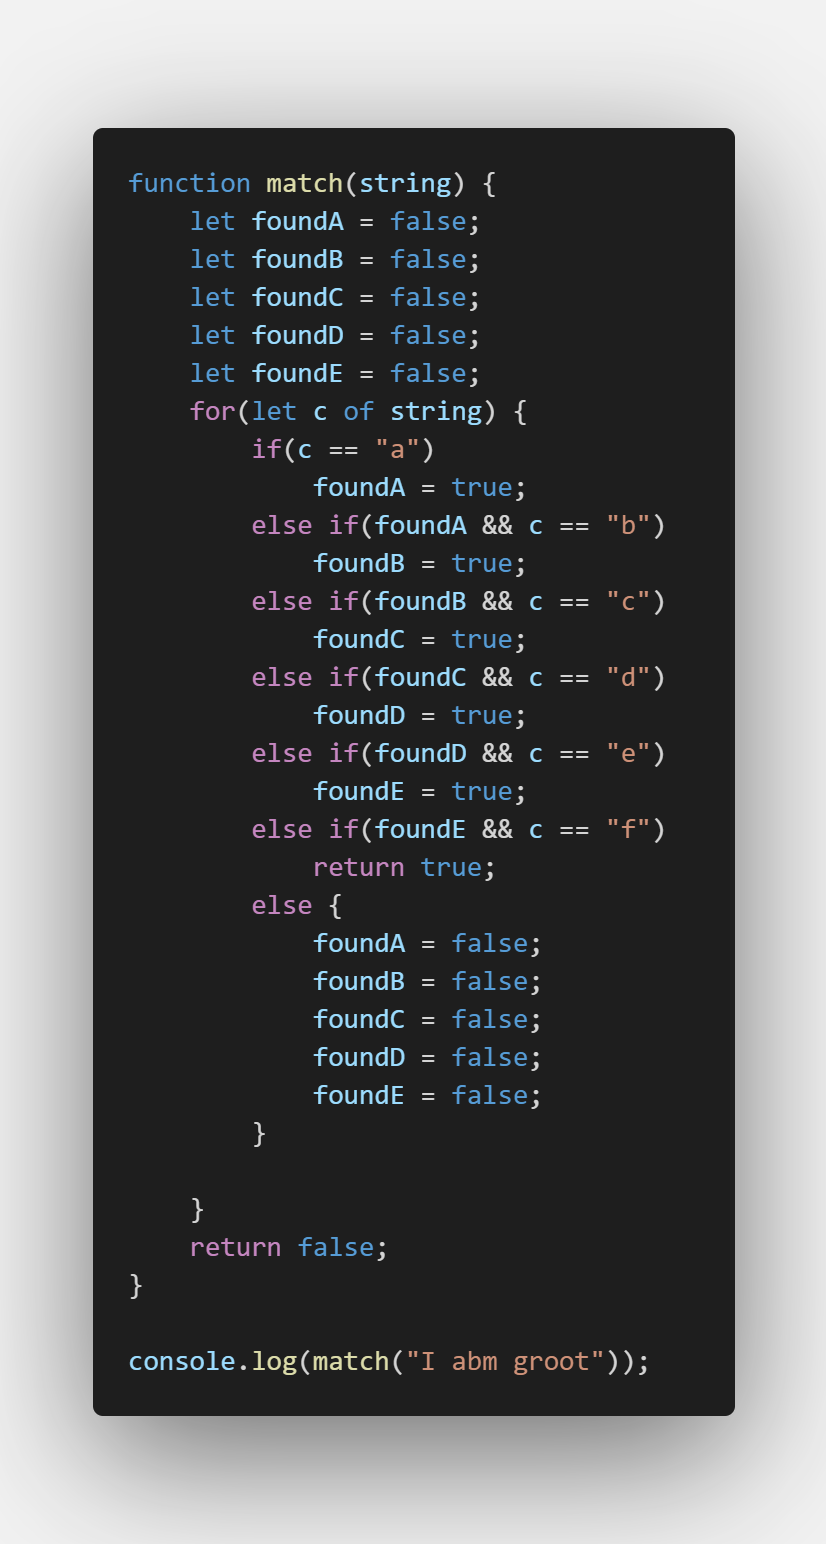 function match(string) {
    let foundA = false;
    let foundB = false;
    let foundC = false;
    let foundD = false;
    let foundE = false;
    for(let c of string) {
        if(c == "a")
            foundA = true;
        else if(foundA && c == "b")
            foundB = true;
        else if(foundB && c == "c")
            foundC = true;
        else if(foundC && c == "d")
            foundD = true;
        else if(foundD && c == "e")
            foundE = true;
        else if(foundE && c == "f")
            return true;
        else {
            foundA = false;
            foundB = false;
            foundC = false;
            foundD = false;
            foundE = false;
        }

    }
    return false;
}

console.log(match("I abm groot"));